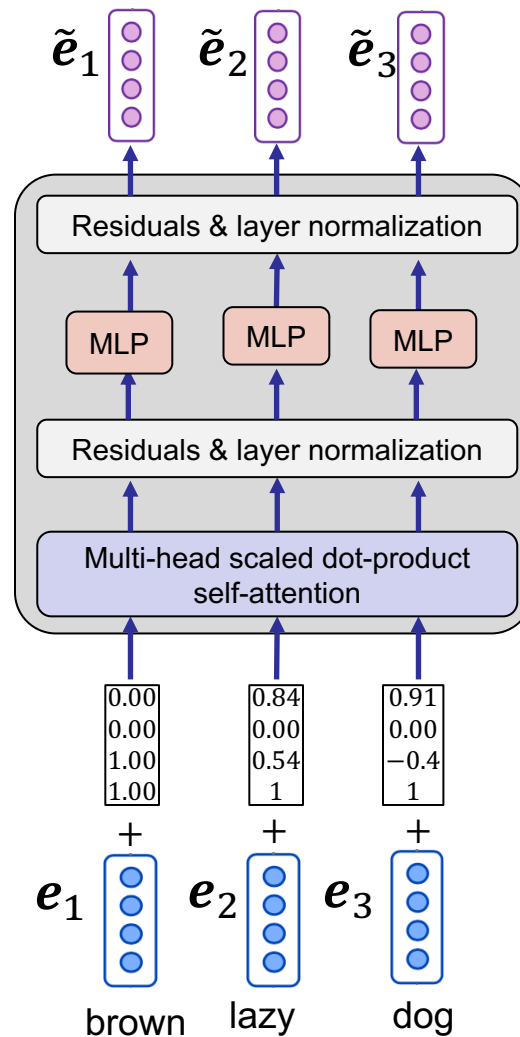 ẽ₁ ẽ₂ ẽ₃
Residuals & layer normalization
MLP MLP MLP
Residuals & layer normalization
Multi-head scaled dot-product
self-attention
0.00 0.84 0.91
0.00 0.00 0.00
1.00 0.54 −0.4
1.00 1 1
+ + +
e₁ e₂ e₃
brown lazy dog